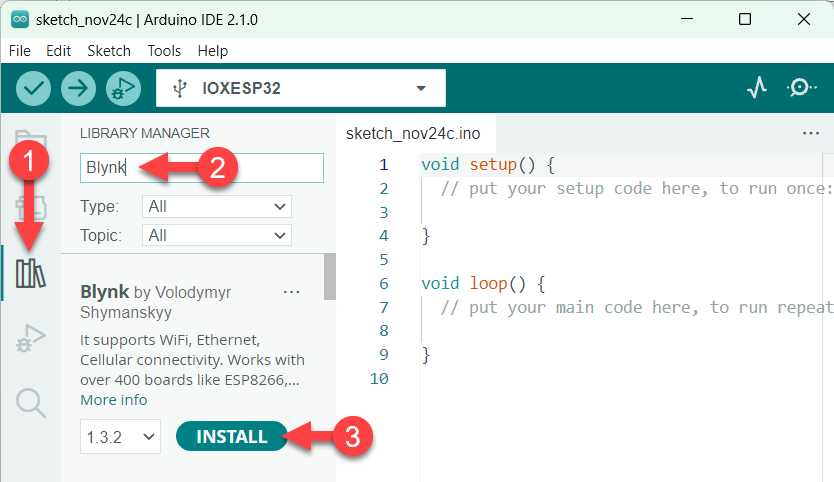 sketch_nov24c | Arduino IDE 2.1.0
File Edit Sketch Tools Help
IOXESP32
LIBRARY MANAGER
Blynk
Type: All
Topic: All
Blynk by Volodymyr
Shymanskyy
It supports WiFi, Ethernet,
Cellular connectivity. Works with
over 400 boards like ESP8266,...
More info
1.3.2
INSTALL
1
2
3
sketch_nov24c.ino
1 void setup() {
2 // put your setup code here, to run once:
3
4 }
5
6 void loop() {
7 // put your main code here, to run repeat
8
9 }
10